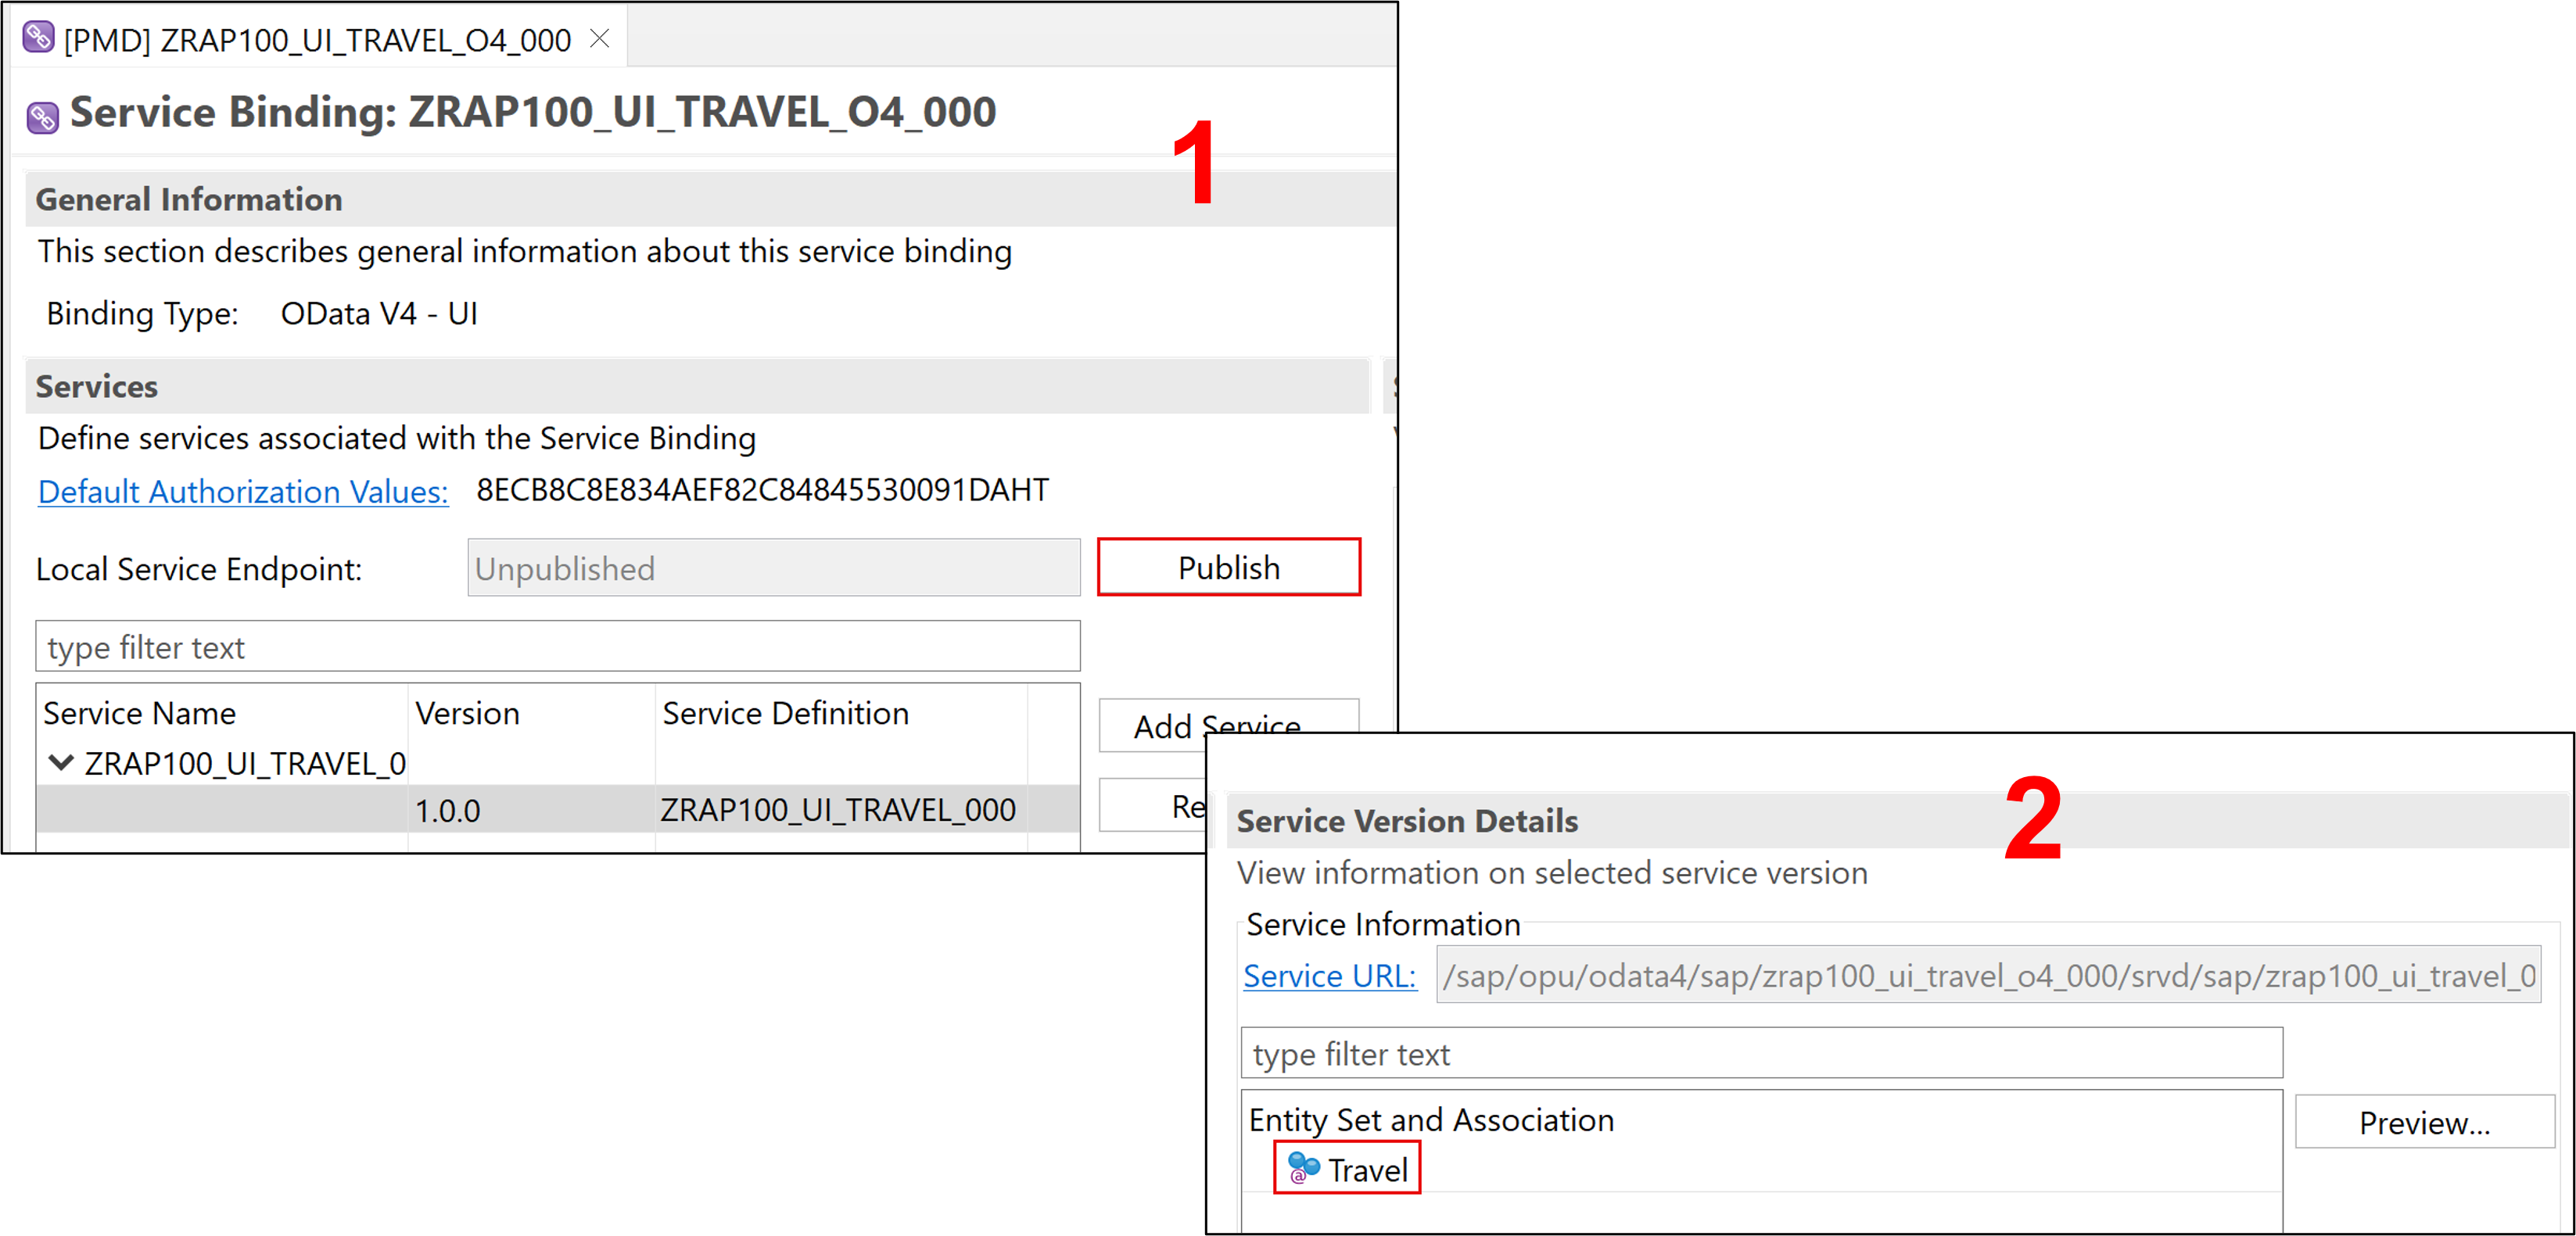 [PMD] ZRAP100_UI_TRAVEL_O4_000
Service Binding: ZRAP100_UI_TRAVEL_O4_000
1
General Information
This section describes general information about this service binding
Binding Type: OData V4 - UI
Services
Define services associated with the Service Binding
Default Authorization Values: 8ECB8C8E834AEF82C84845530091DAHT
Local Service Endpoint: Unpublished Publish
type filter text
Service Name Version Service Definition
Add Service
ZRAP100_UI_TRAVEL_0
1.0.0 ZRAP100_UI_TRAVEL_000
Re
2
Service Version Details
View information on selected service version
Service Information
Service URL: /sap/opu/odata4/sap/zrap100_ui_travel_o4_000/srvd/sap/zrap100_ui_travel_0
type filter text
Entity Set and Association
Preview...
Travel